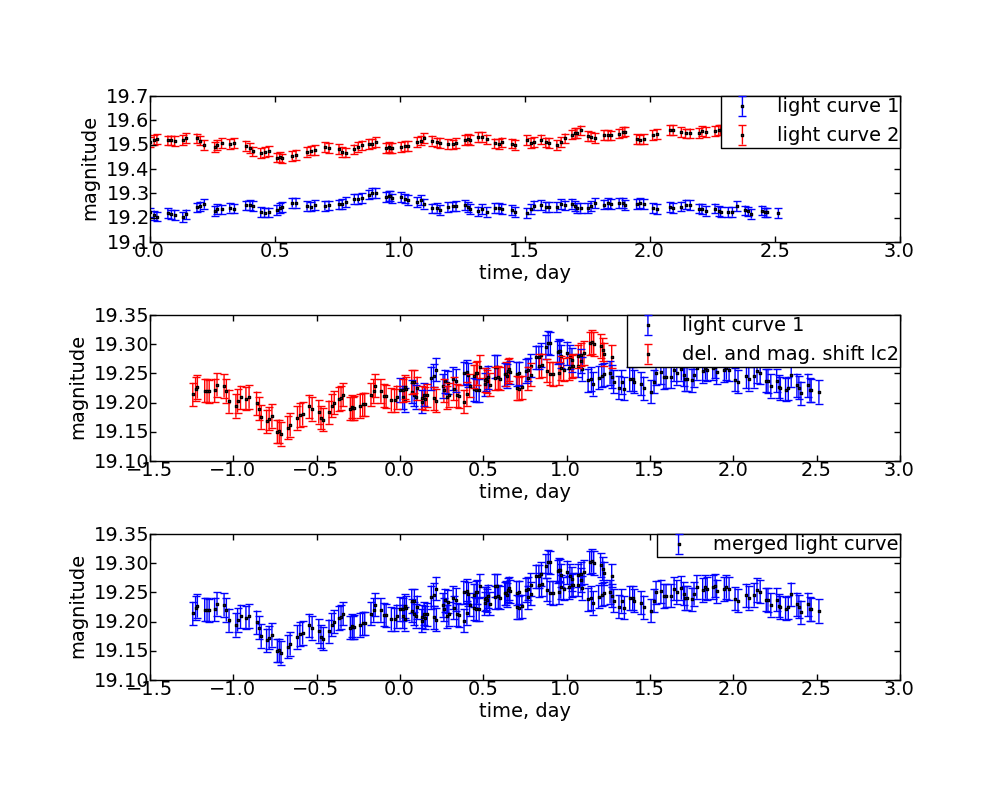 19.7
19.6
19.5
19.4
19.3
19.2
19.1
magnitude
light curve 1
light curve 2
0.0 0.5 1.0 1.5 2.0 2.5 3.0
time, day
19.35
19.30
19.25
19.20
19.15
19.10
magnitude
light curve 1
del. and mag. shift lc2
−1.5 −1.0 −0.5 0.0 0.5 1.0 1.5 2.0 2.5 3.0
time, day
19.35
19.30
19.25
19.20
19.15
19.10
magnitude
merged light curve
−1.5 −1.0 −0.5 0.0 0.5 1.0 1.5 2.0 2.5 3.0
time, day